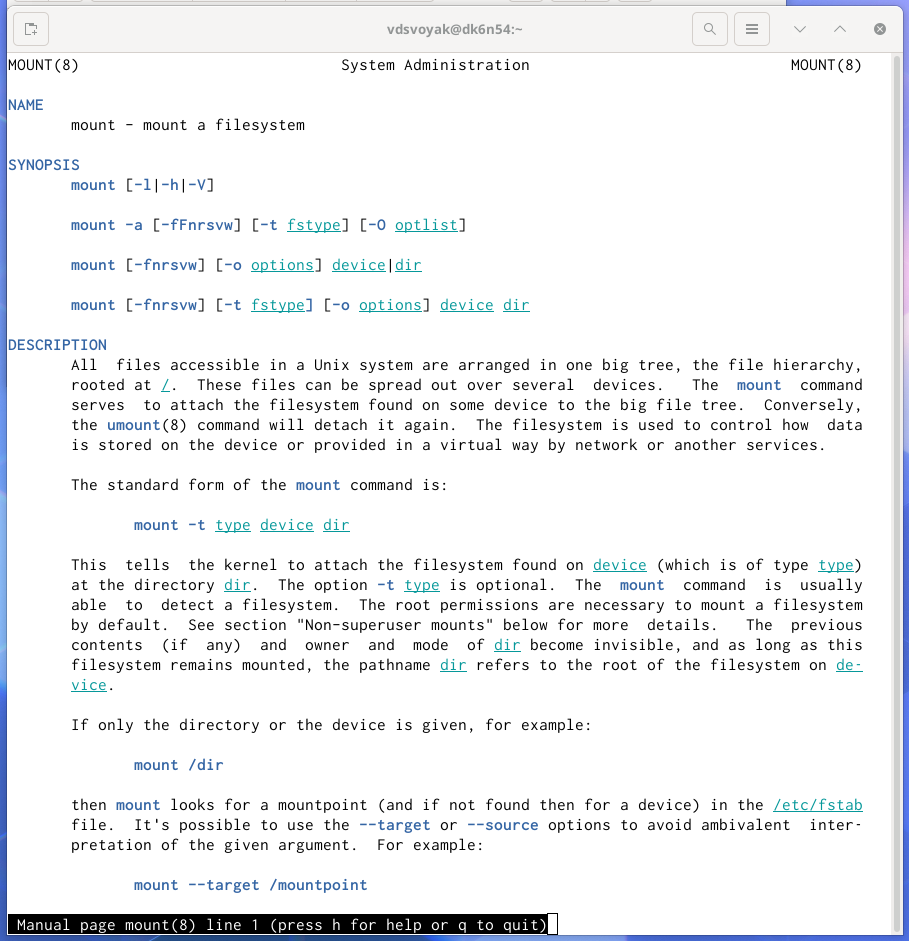 vdsvoyak@dk6n54:~
MOUNT(8) System Administration MOUNT(8)
NAME
mount - mount a filesystem
SYNOPSIS
mount [-l|-h|-V]
mount -a [-fFnrsvw] [-t fstype] [-O optlist]
mount [-fnrsvw] [-o options] device|dir
mount [-fnrsvw] [-t fstype] [-o options] device dir
DESCRIPTION
All files accessible in a Unix system are arranged in one big tree, the file hierarchy,
rooted at /. These files can be spread out over several devices. The mount command
serves to attach the filesystem found on some device to the big file tree. Conversely,
the umount(8) command will detach it again. The filesystem is used to control how data
is stored on the device or provided in a virtual way by network or another services.
The standard form of the mount command is:
mount -t type device dir
This tells the kernel to attach the filesystem found on device (which is of type type)
at the directory dir. The option -t type is optional. The mount command is usually
able to detect a filesystem. The root permissions are necessary to mount a filesystem
by default. See section "Non-superuser mounts" below for more details. The previous
contents (if any) and owner and mode of dir become invisible, and as long as this
filesystem remains mounted, the pathname dir refers to the root of the filesystem on de-
vice.
If only the directory or the device is given, for example:
mount /dir
then mount looks for a mountpoint (and if not found then for a device) in the /etc/fstab
file. It's possible to use the --target or --source options to avoid ambivalent inter-
pretation of the given argument. For example:
mount --target /mountpoint
Manual page mount(8) line 1 (press h for help or q to quit)